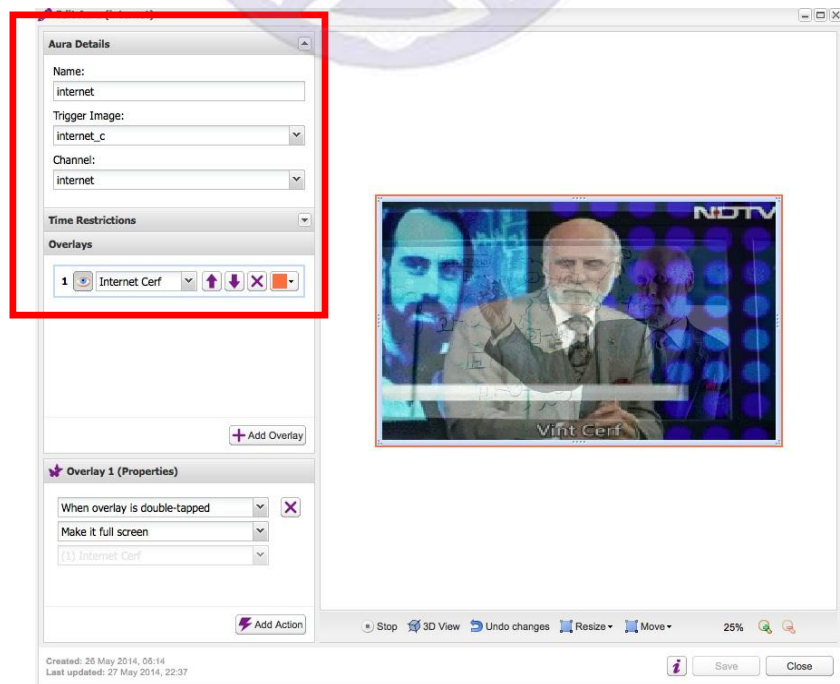 Aura Details
Name:
internet
Trigger Image:
internet_c
Channel:
internet
Time Restrictions
Overlays
1 Internet Cerf
Add Overlay
Overlay 1 (Properties)
When overlay is double-tapped
Make it full screen
(1) Internet Cerf
Add Action
NDTV
Vint Cerf
Stop 3D View Undo changes Resize Move 25%
Created: 26 May 2014, 06:14
Last updated: 27 May 2014, 22:37
i Save Close